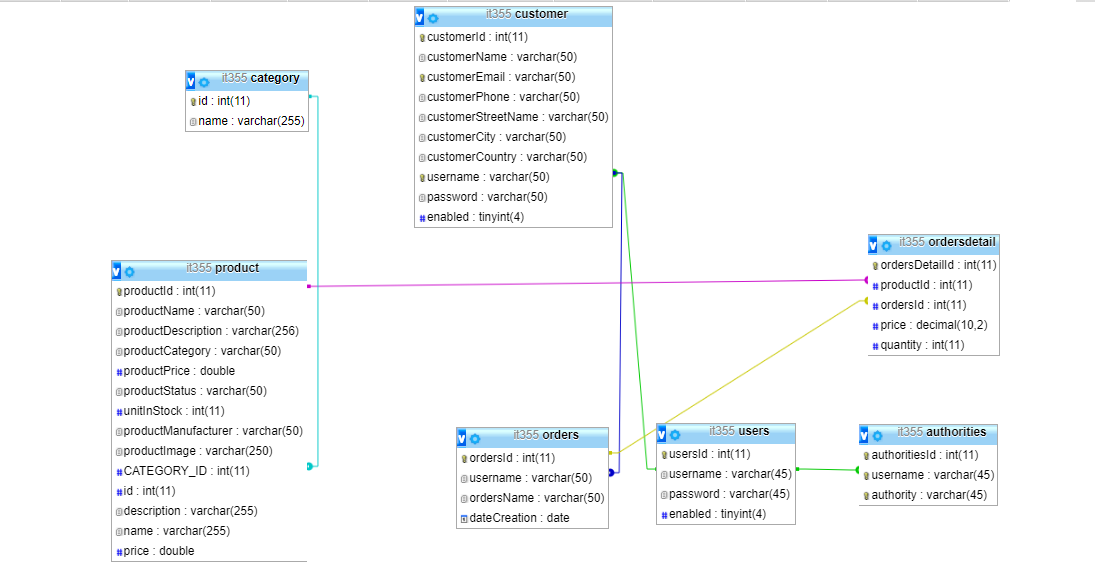 it355 customer
customerId : int(11)
customerName : varchar(50)
customerEmail : varchar(50)
customerPhone : varchar(50)
customerStreetName : varchar(50)
customerCity : varchar(50)
customerCountry : varchar(50)
username : varchar(50)
password : varchar(50)
enabled : tinyint(4)
it355 category
id : int(11)
name : varchar(255)
it355 product
productId : int(11)
productName : varchar(50)
productDescription : varchar(256)
productCategory : varchar(50)
productPrice : double
productStatus : varchar(50)
unitInStock : int(11)
productManufacturer : varchar(50)
productImage : varchar(250)
CATEGORY_ID : int(11)
id : int(11)
description : varchar(255)
name : varchar(255)
price : double
it355 ordersdetail
ordersDetailId : int(11)
productId : int(11)
ordersId : int(11)
price : decimal(10,2)
quantity : int(11)
it355 orders
ordersId : int(11)
username : varchar(50)
ordersName : varchar(50)
dateCreation : date
it355 users
usersId : int(11)
username : varchar(45)
password : varchar(45)
enabled : tinyint(4)
it355 authorities
authoritiesId : int(11)
username : varchar(45)
authority : varchar(45)